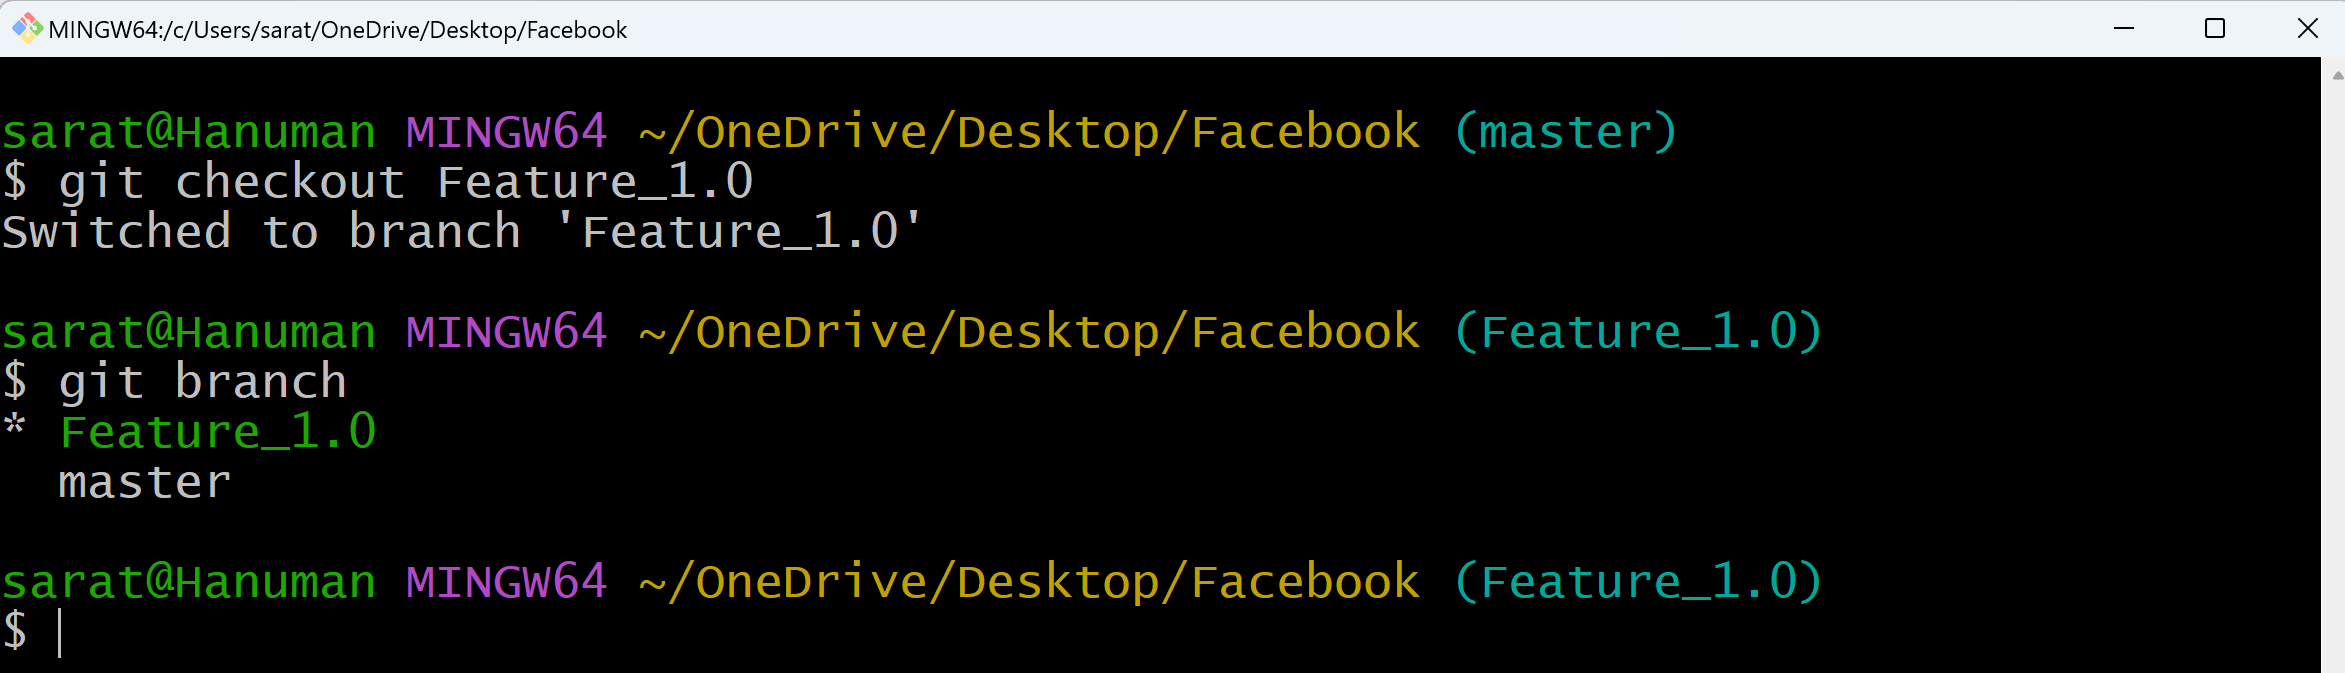 MINGW64:/c/Users/sarat/OneDrive/Desktop/Facebook
sarat@Hanuman MINGW64 ~/OneDrive/Desktop/Facebook (master)
$ git checkout Feature_1.0
Switched to branch 'Feature_1.0'
sarat@Hanuman MINGW64 ~/OneDrive/Desktop/Facebook (Feature_1.0)
$ git branch
* Feature_1.0
  master
sarat@Hanuman MINGW64 ~/OneDrive/Desktop/Facebook (Feature_1.0)
$